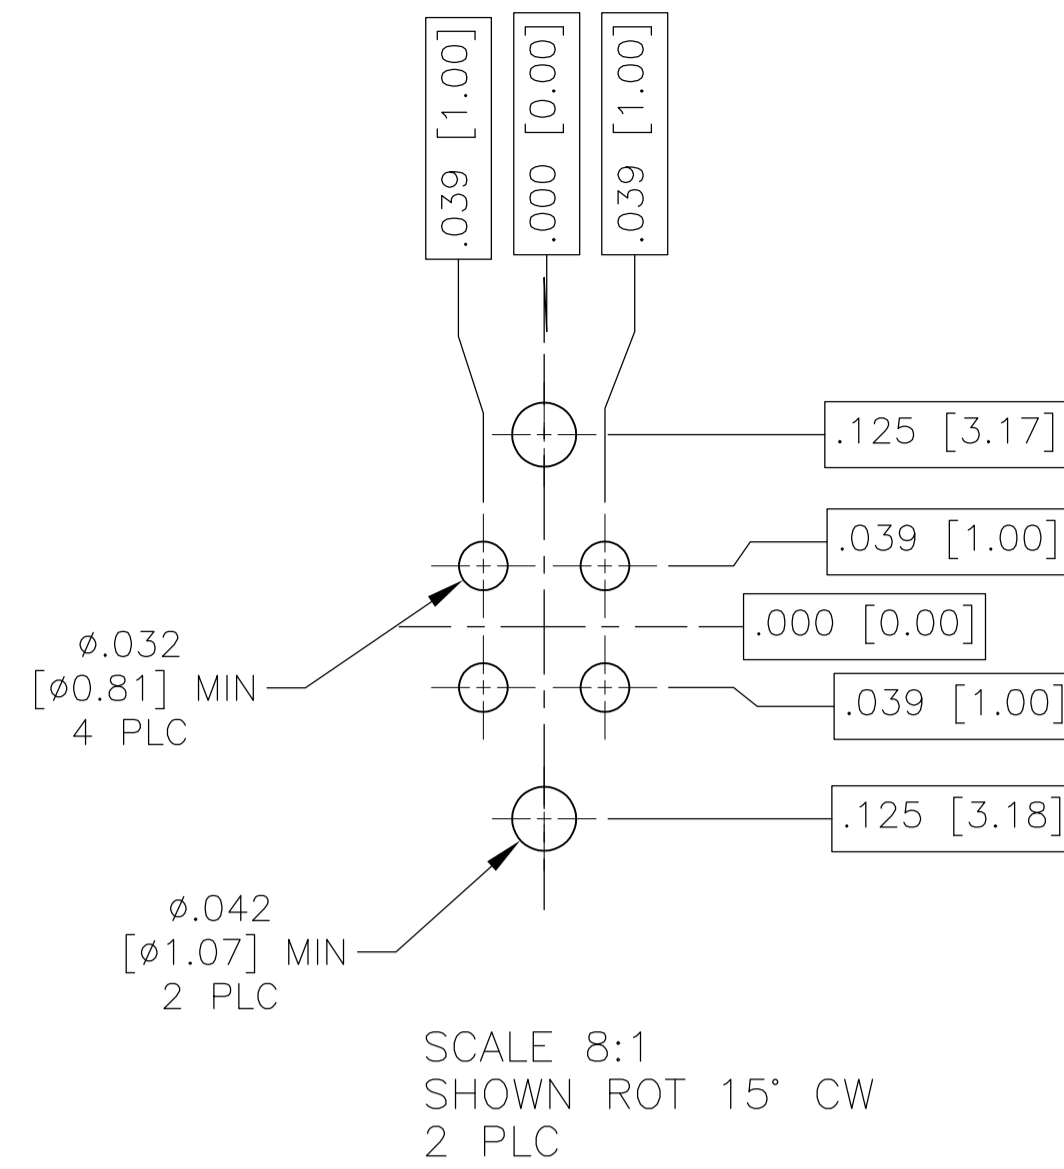 .039 [1.00]
.000 [0.00]
.039 [1.00]
.125 [3.17]
.039 [1.00]
.000 [0.00]
.039 [1.00]
.125 [3.18]
⌀.032
[⌀0.81] MIN
4 PLC
⌀.042
[⌀1.07] MIN
2 PLC
SCALE 8:1
SHOWN ROT 15° CW
2 PLC